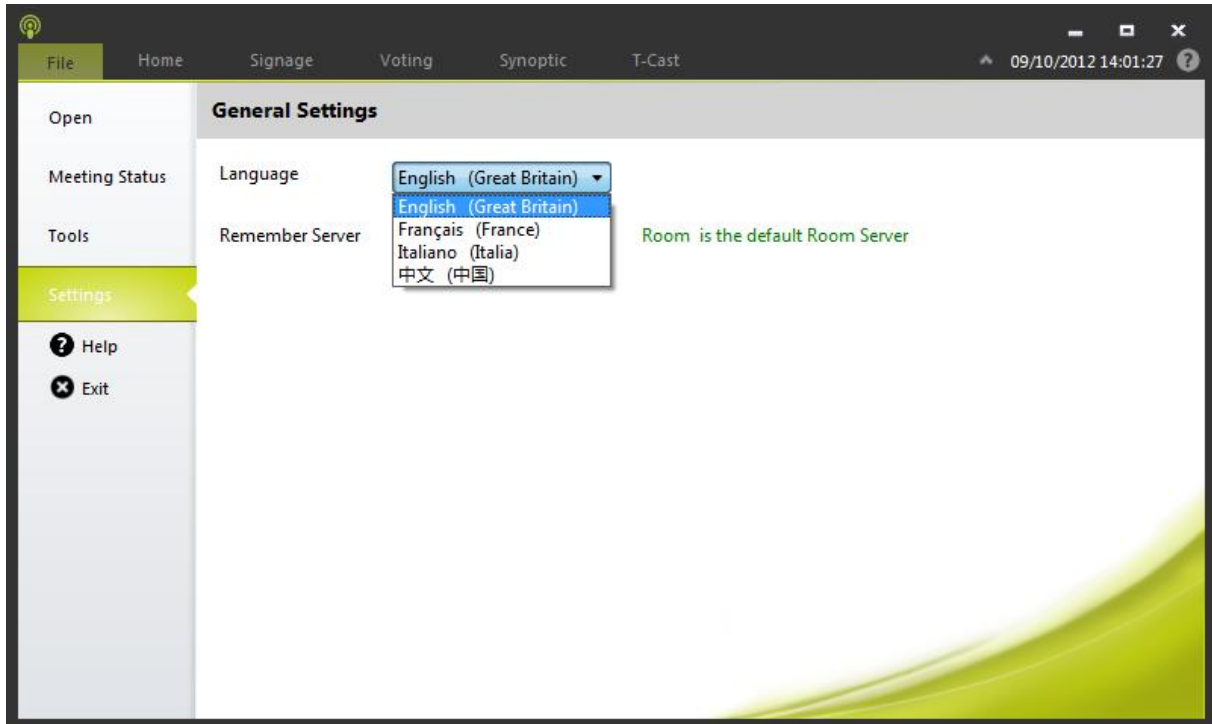 File Home Signage Voting Synoptic T-Cast 09/10/2012 14:01:27 ?
Open
Meeting Status
Tools
Settings
? Help
Exit
General Settings
Language English (Great Britain)
English (Great Britain)
Français (France)
Italiano (Italia)
中文 (中国)
Remember Server Room is the default Room Server